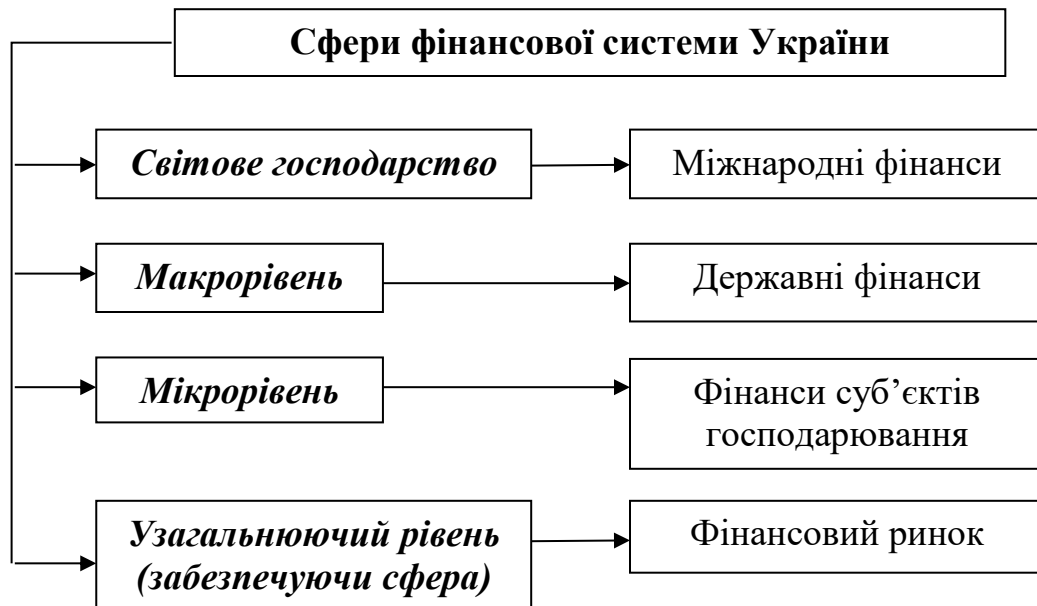 Сфери фінансової системи України
Світове господарство
Міжнародні фінанси
Макрорівень
Державні фінанси
Мікрорівень
Фінанси суб’єктів
господарювання
Узагальнюючий рівень
(забезпечуючи сфера)
Фінансовий ринок